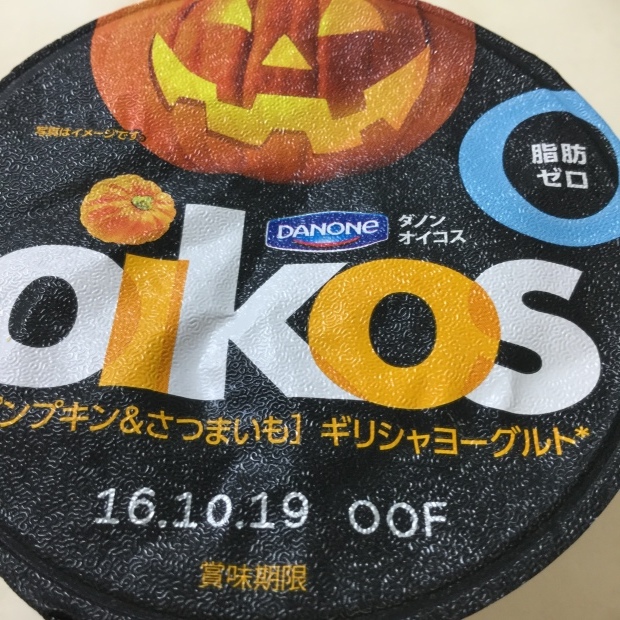 写真はイメージです。
脂肪
ゼロ
DANONE
ダノン
オイコス
oikos
ンプキン&さつまいも] ギリシャヨーグルト*
16.10.19 OOF
賞味期限